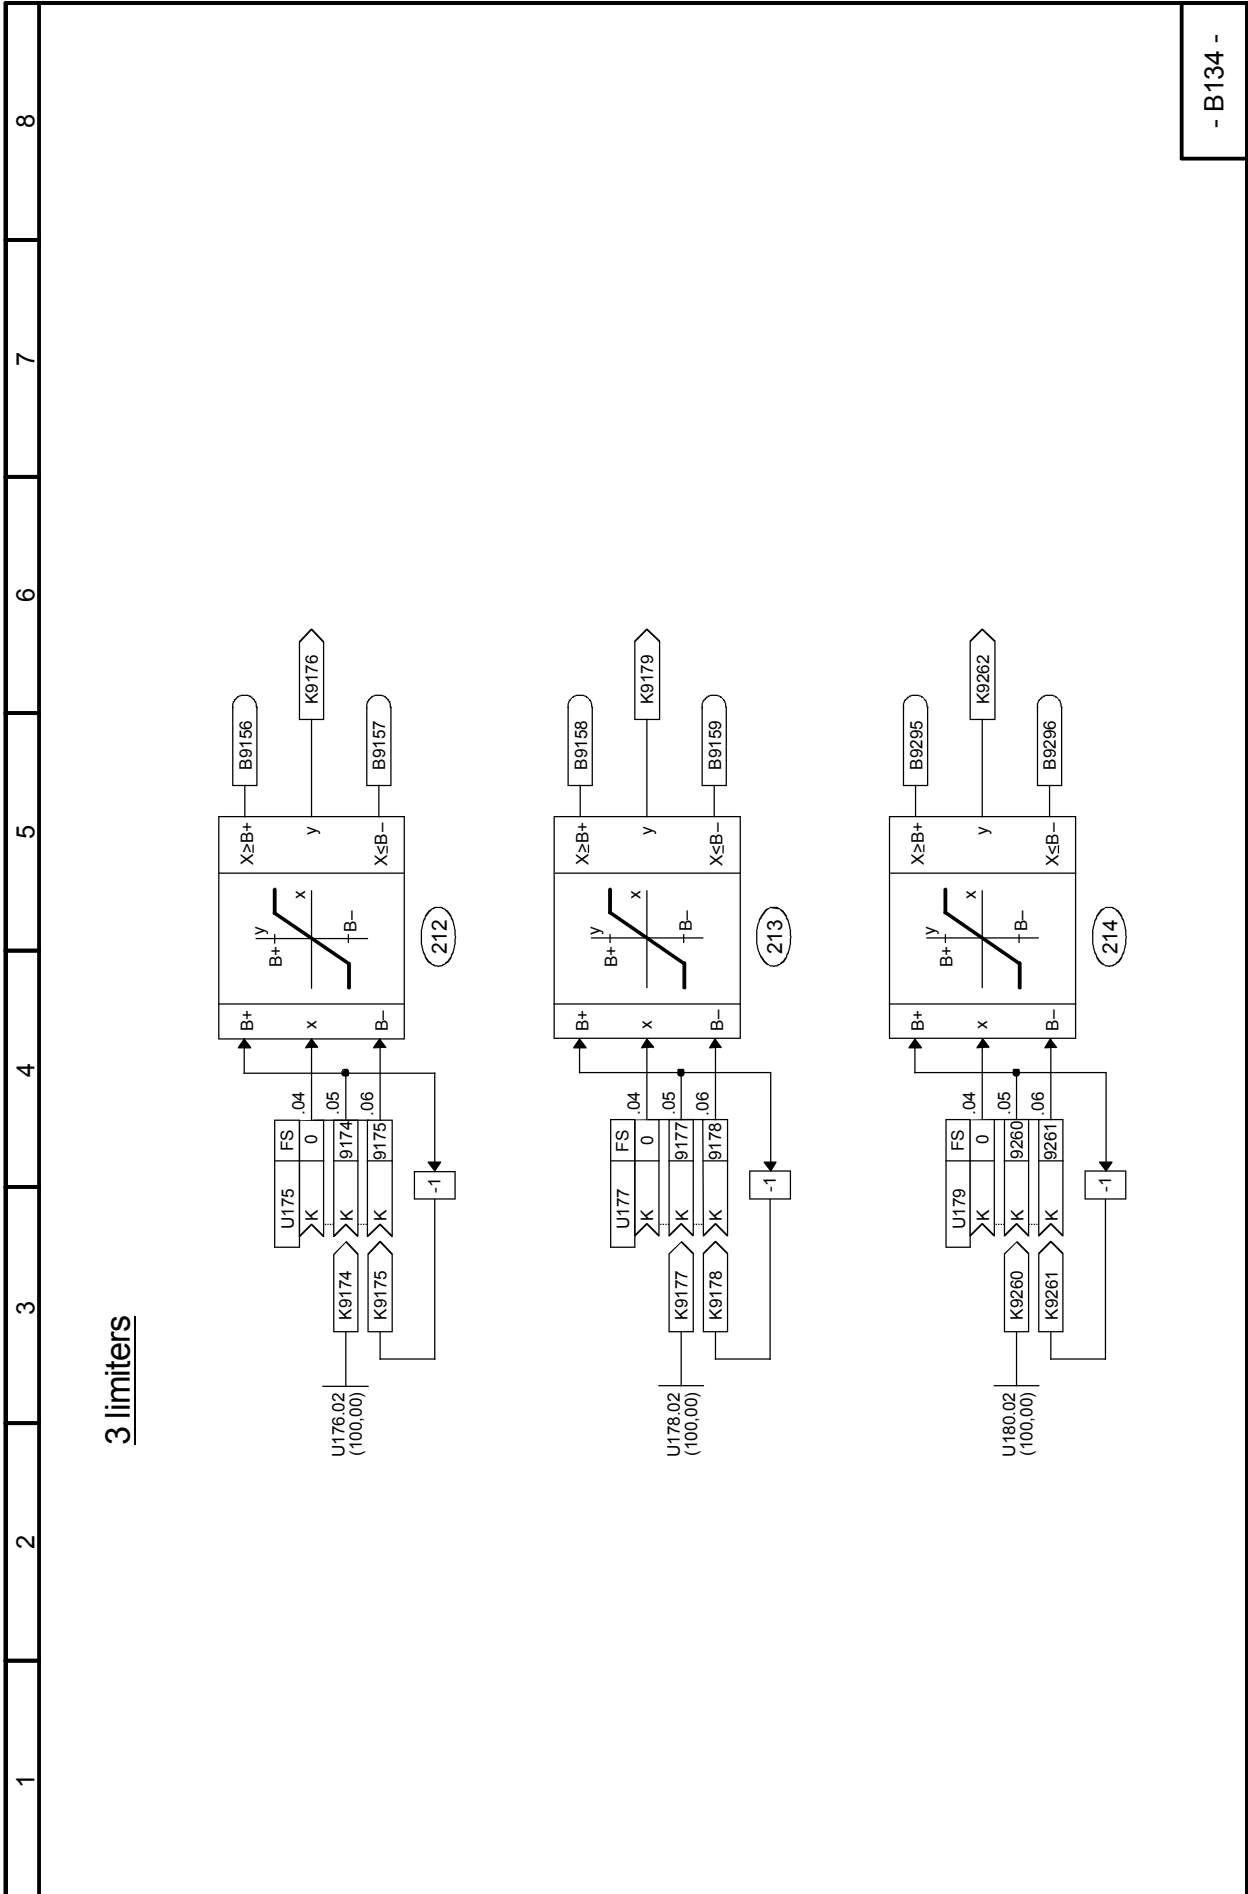 1 2 3 4 5 6 7 8
3 limiters
U175 FS
K 0 .04
K 9174 .05
K 9175 .06
U176.02
(100,00)
K9174
K9175
-1
B+
x
B–
B+ y
x
B–
X≥B+
y
X≤B–
B9156
K9176
B9157
212
U177 FS
K 0 .04
K 9177 .05
K 9178 .06
U178.02
(100,00)
K9177
K9178
-1
B+
x
B–
B+ y
x
B–
X≥B+
y
X≤B–
B9158
K9179
B9159
213
U179 FS
K 0 .04
K 9260 .05
K 9261 .06
U180.02
(100,00)
K9260
K9261
-1
B+
x
B–
B+ y
x
B–
X≥B+
y
X≤B–
B9295
K9262
B9296
214
- B134 -